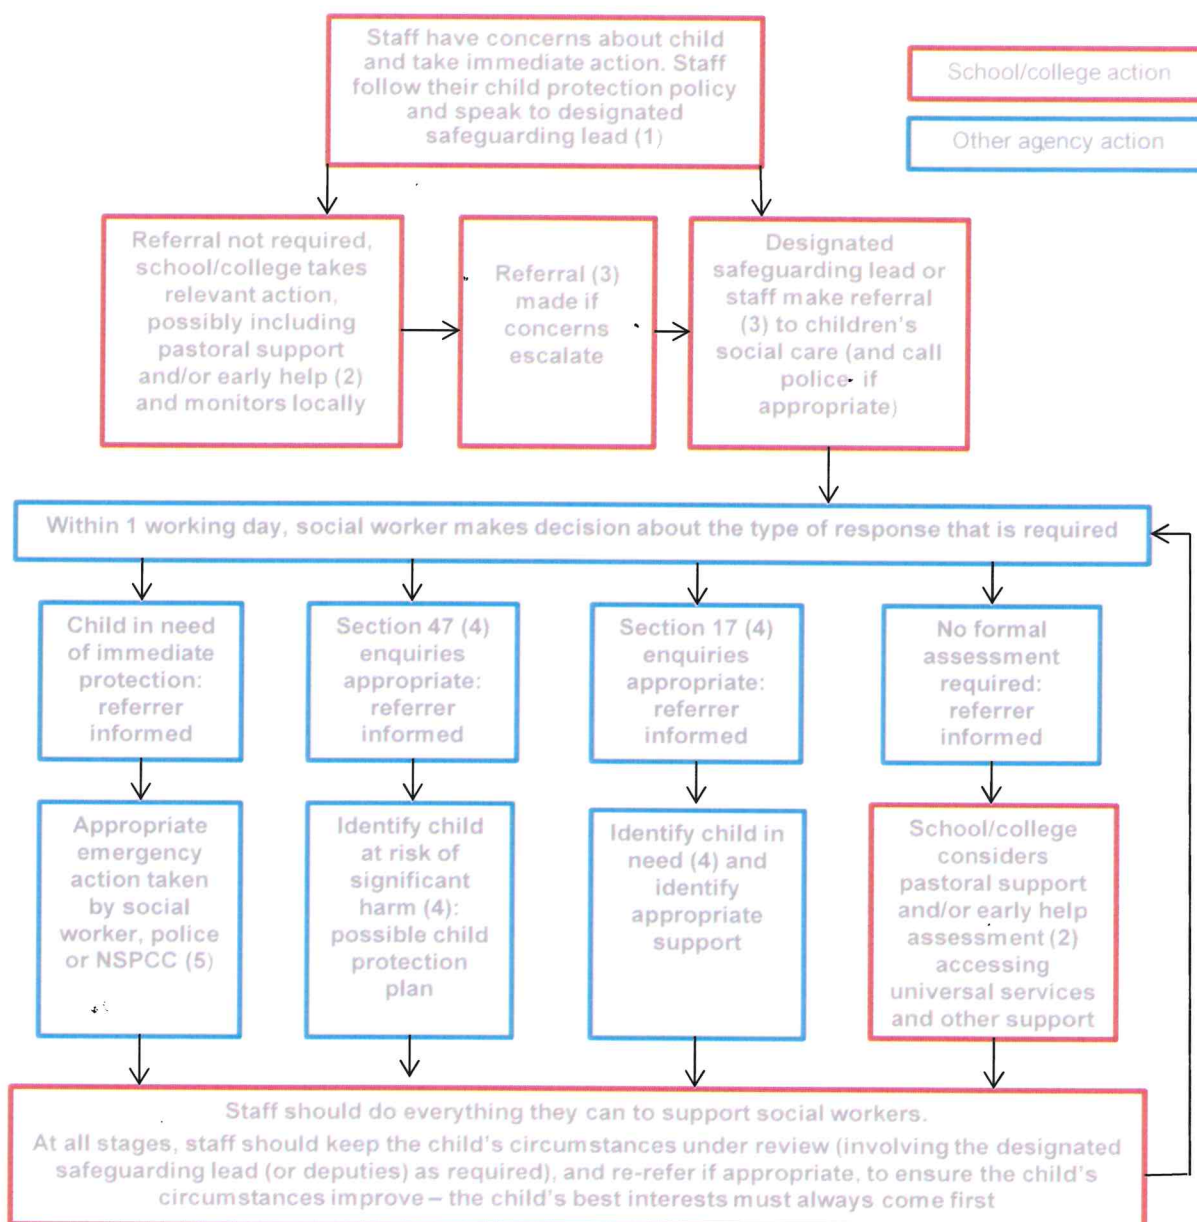 Staff have concerns about child
and take immediate action. Staff
follow their child protection policy
and speak to designated
safeguarding lead (1)
School/college action
Other agency action
Referral not required,
school/college takes
relevant action,
possibly including
pastoral support
and/or early help (2)
and monitors locally
Referral (3)
made if
concerns
escalate
Designated
safeguarding lead or
staff make referral
(3) to children's
social care (and call
police if
appropriate)
Within 1 working day, social worker makes decision about the type of response that is required
Child in need
of immediate
protection:
referrer
informed
Section 47 (4)
enquiries
appropriate:
referrer
informed
Section 17 (4)
enquiries
appropriate:
referrer
informed
No formal
assessment
required:
referrer
informed
Appropriate
emergency
action taken
by social
worker, police
or NSPCC (5)
Identify child
at risk of
significant
harm (4):
possible child
protection
plan
Identify child in
need (4) and
identify
appropriate
support
School/college
considers
pastoral support
and/or early help
assessment (2)
accessing
universal services
and other support
Staff should do everything they can to support social workers.
At all stages, staff should keep the child's circumstances under review (involving the designated
safeguarding lead (or deputies) as required), and re-refer if appropriate, to ensure the child's
circumstances improve – the child's best interests must always come first